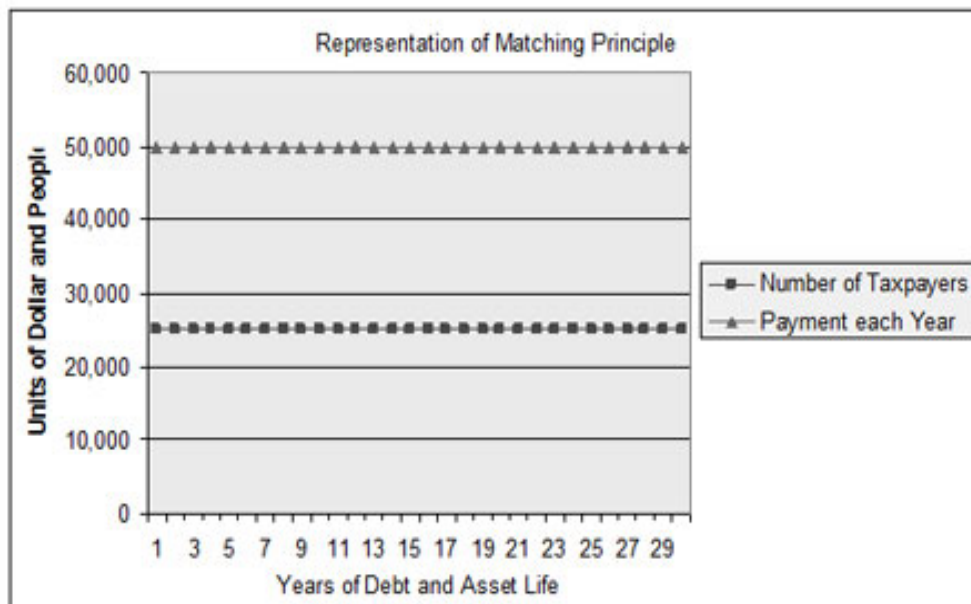 Representation of Matching Principle
60,000
50,000
40,000
30,000
20,000
10,000
0
Units of Dollar and People
1 3 5 7 9 11 13 15 17 19 21 23 25 27 29
Years of Debt and Asset Life
Number of Taxpayers
Payment each Year